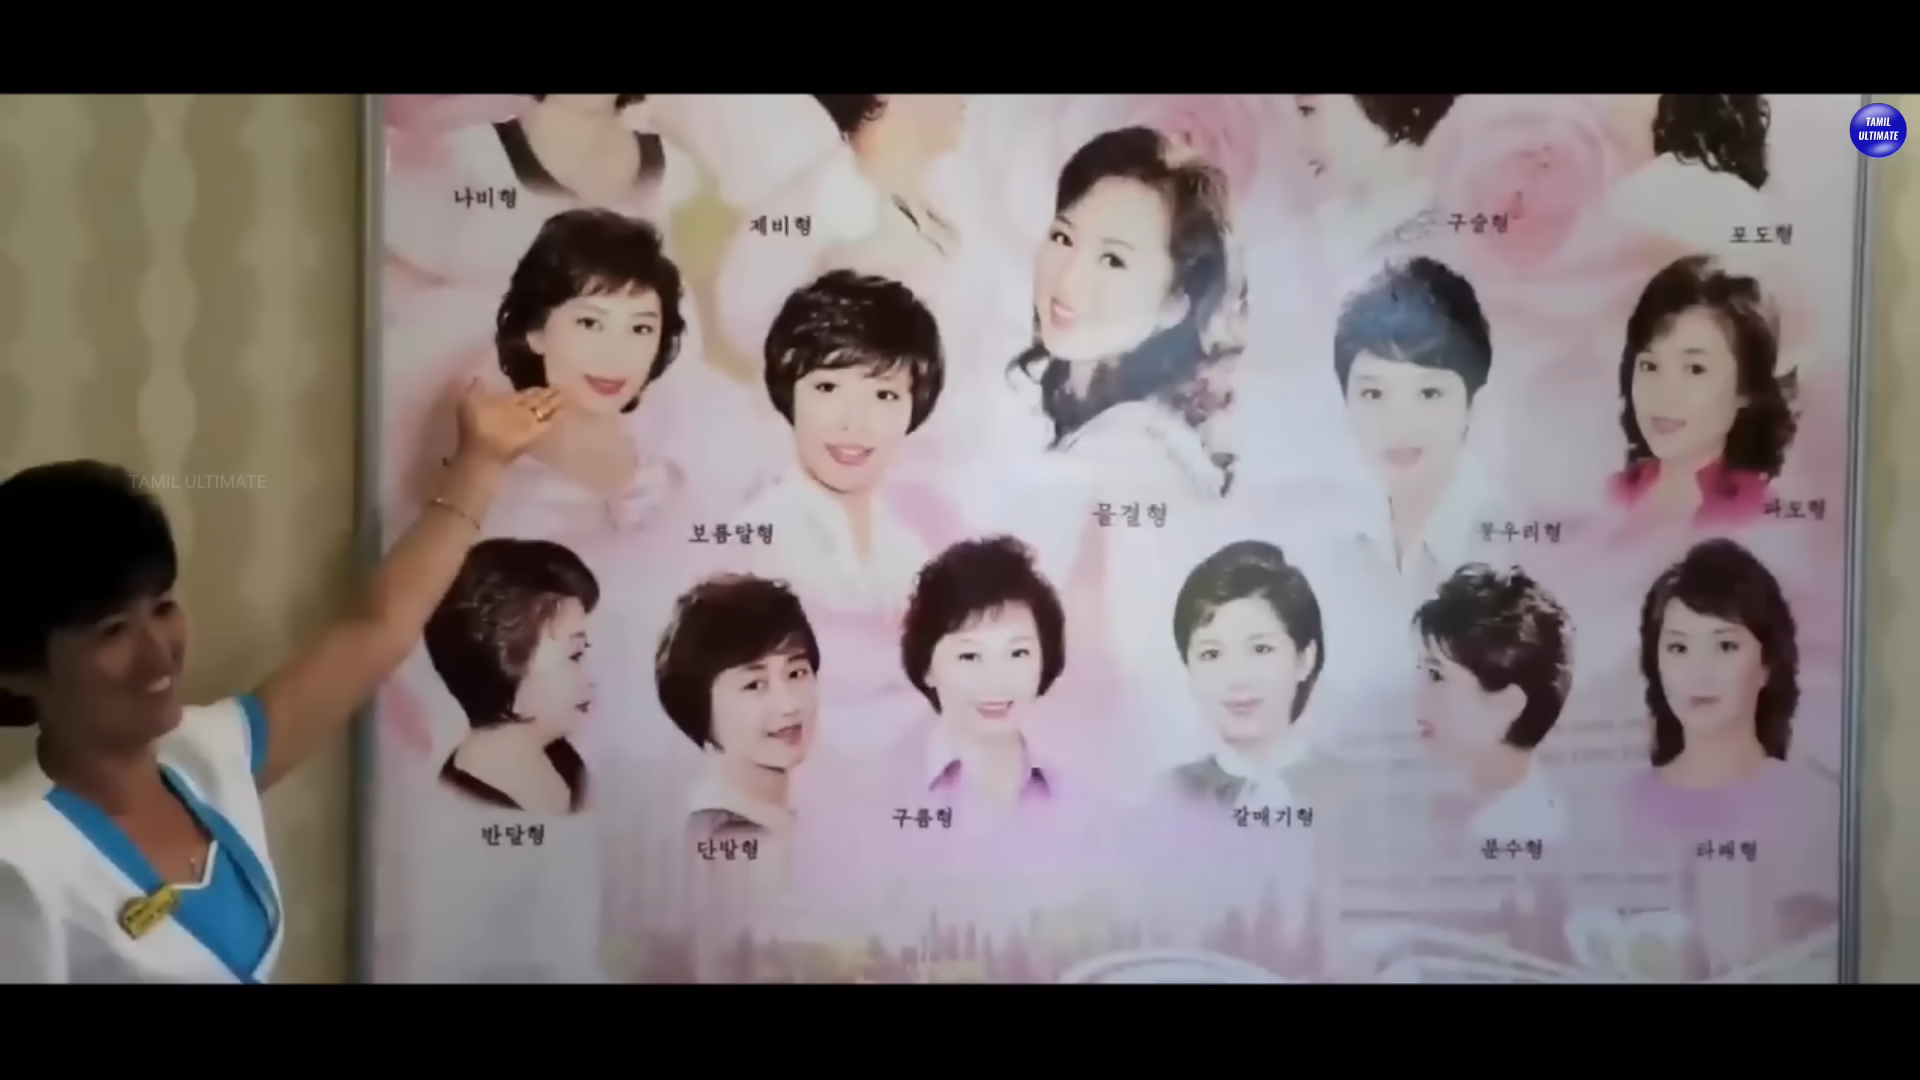 TAMIL
ULTIMATE
나비형
제비형
구슬형
포도형
TAMIL ULTIMATE
보름달형
물결형
봉우리형
파도형
반달형
단발형
구름형
갈매기형
분수형
타래형